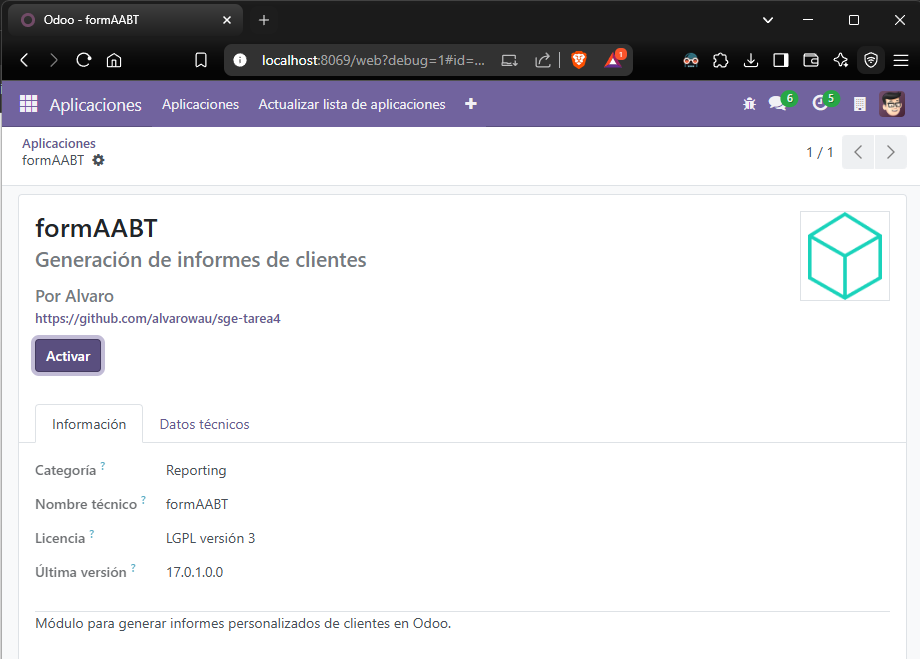 Odoo - formAABT
localhost:8069/web?debug=1#id=...
1
Aplicaciones
Aplicaciones
Actualizar lista de aplicaciones
6
5
Aplicaciones
formAABT
1 / 1
formAABT
Generación de informes de clientes
Por Alvaro
https://github.com/alvarowau/sge-tarea4
Activar
Información
Datos técnicos
Categoría ? Reporting
Nombre técnico ? formAABT
Licencia ? LGPL versión 3
Última versión ? 17.0.1.0.0
Módulo para generar informes personalizados de clientes en Odoo.